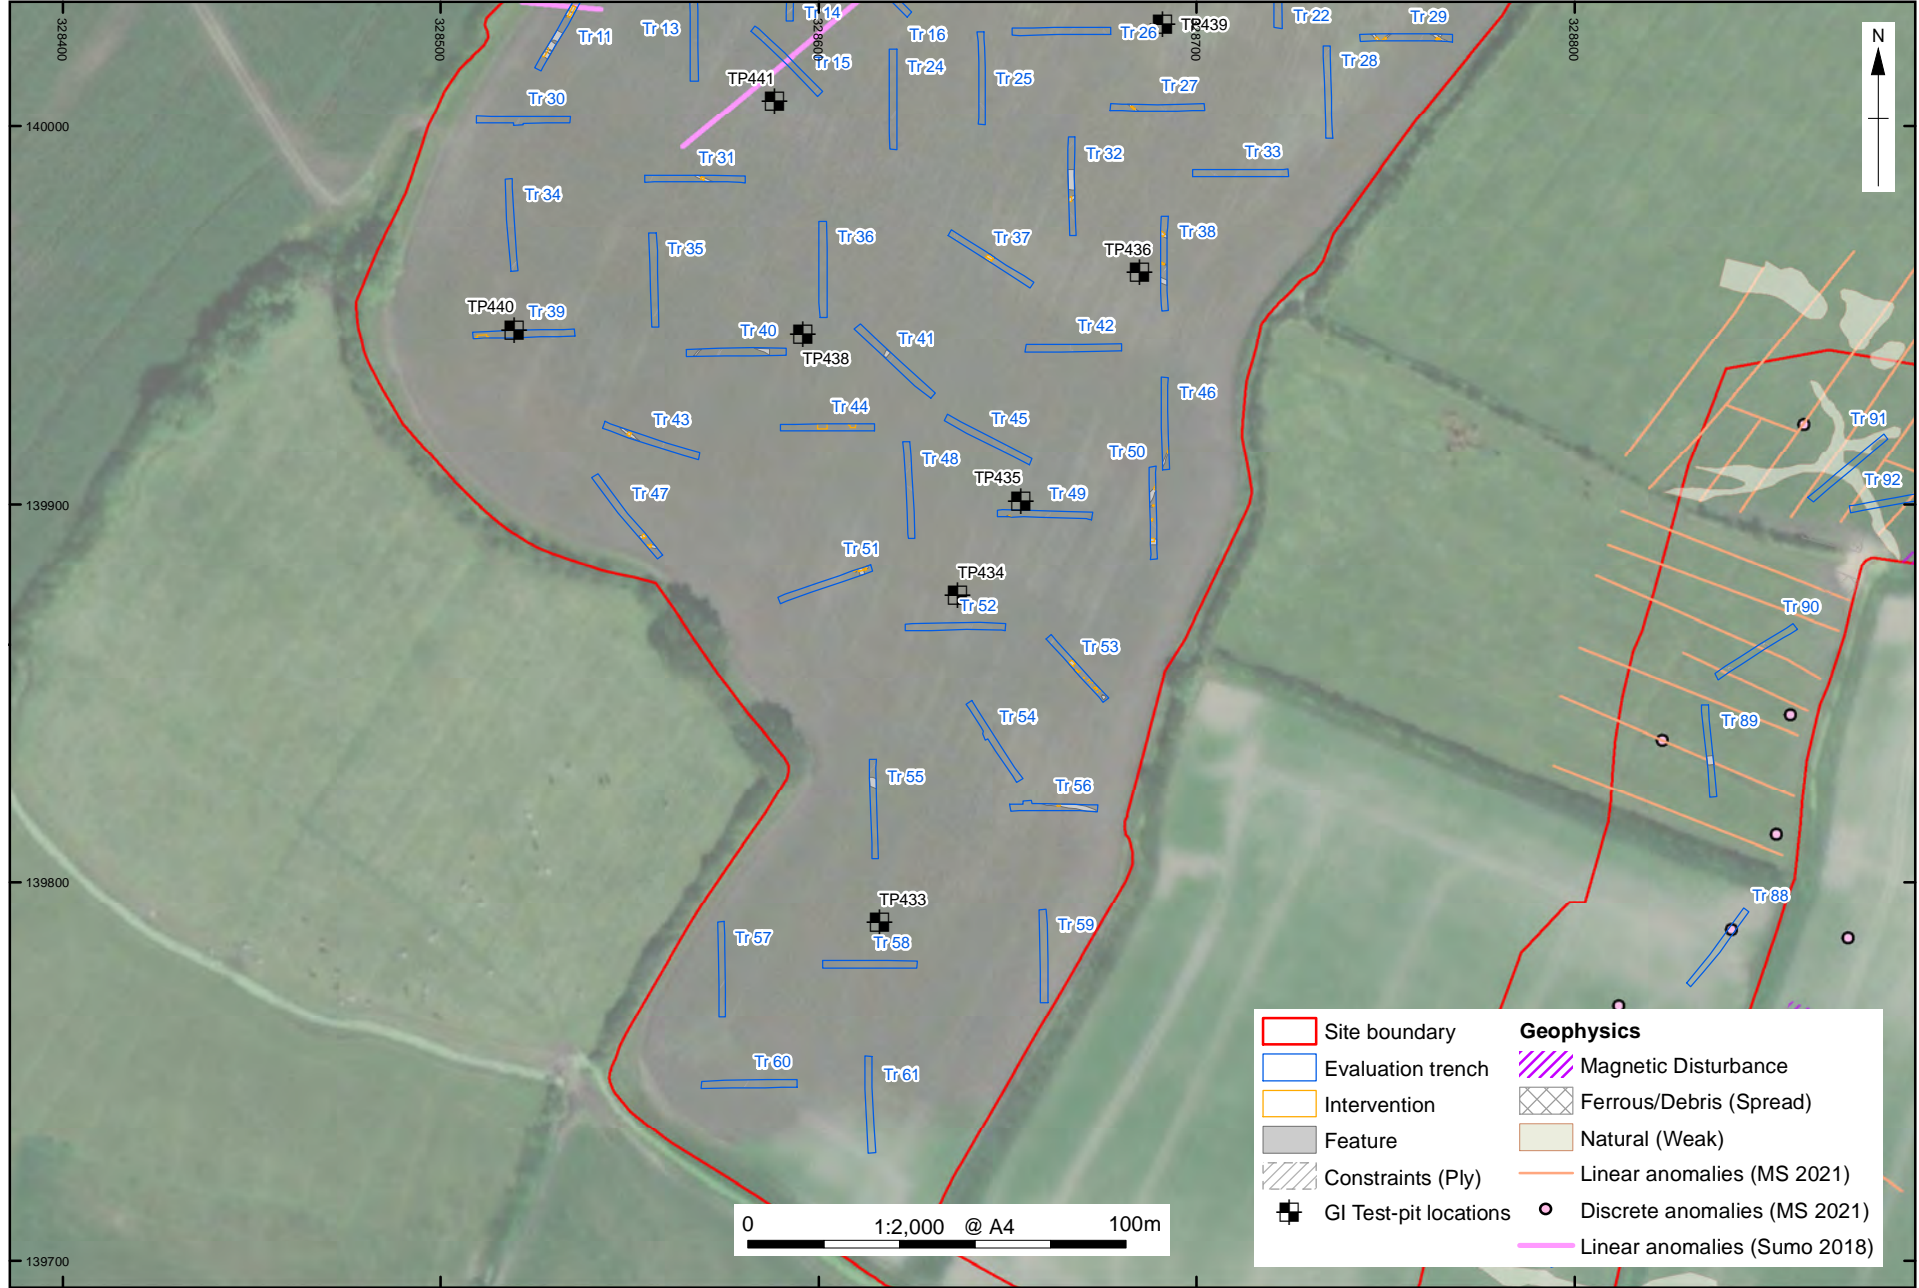 328400
328500
328600
328700
328800
140000
139900
139800
139700
N
Tr 11
Tr 13
Tr 14
Tr 15
Tr 16
Tr 22
Tr 24
Tr 25
Tr 26
TP439
Tr 27
Tr 28
Tr 29
TP441
Tr 30
Tr 31
Tr 32
Tr 33
Tr 34
Tr 35
Tr 36
Tr 37
Tr 38
TP436
TP440
Tr 39
Tr 40
TP438
Tr 41
Tr 42
Tr 43
Tr 44
Tr 45
Tr 46
Tr 47
Tr 48
TP435
Tr 49
Tr 50
Tr 51
TP434
Tr 52
Tr 53
Tr 54
Tr 55
Tr 56
TP433
Tr 57
Tr 58
Tr 59
Tr 60
Tr 61
Tr 91
Tr 92
Tr 90
Tr 89
Tr 88
0
1:2,000 @ A4
100m
Site boundary
Evaluation trench
Intervention
Feature
Constraints (Ply)
GI Test-pit locations
Geophysics
Magnetic Disturbance
Ferrous/Debris (Spread)
Natural (Weak)
Linear anomalies (MS 2021)
Discrete anomalies (MS 2021)
Linear anomalies (Sumo 2018)